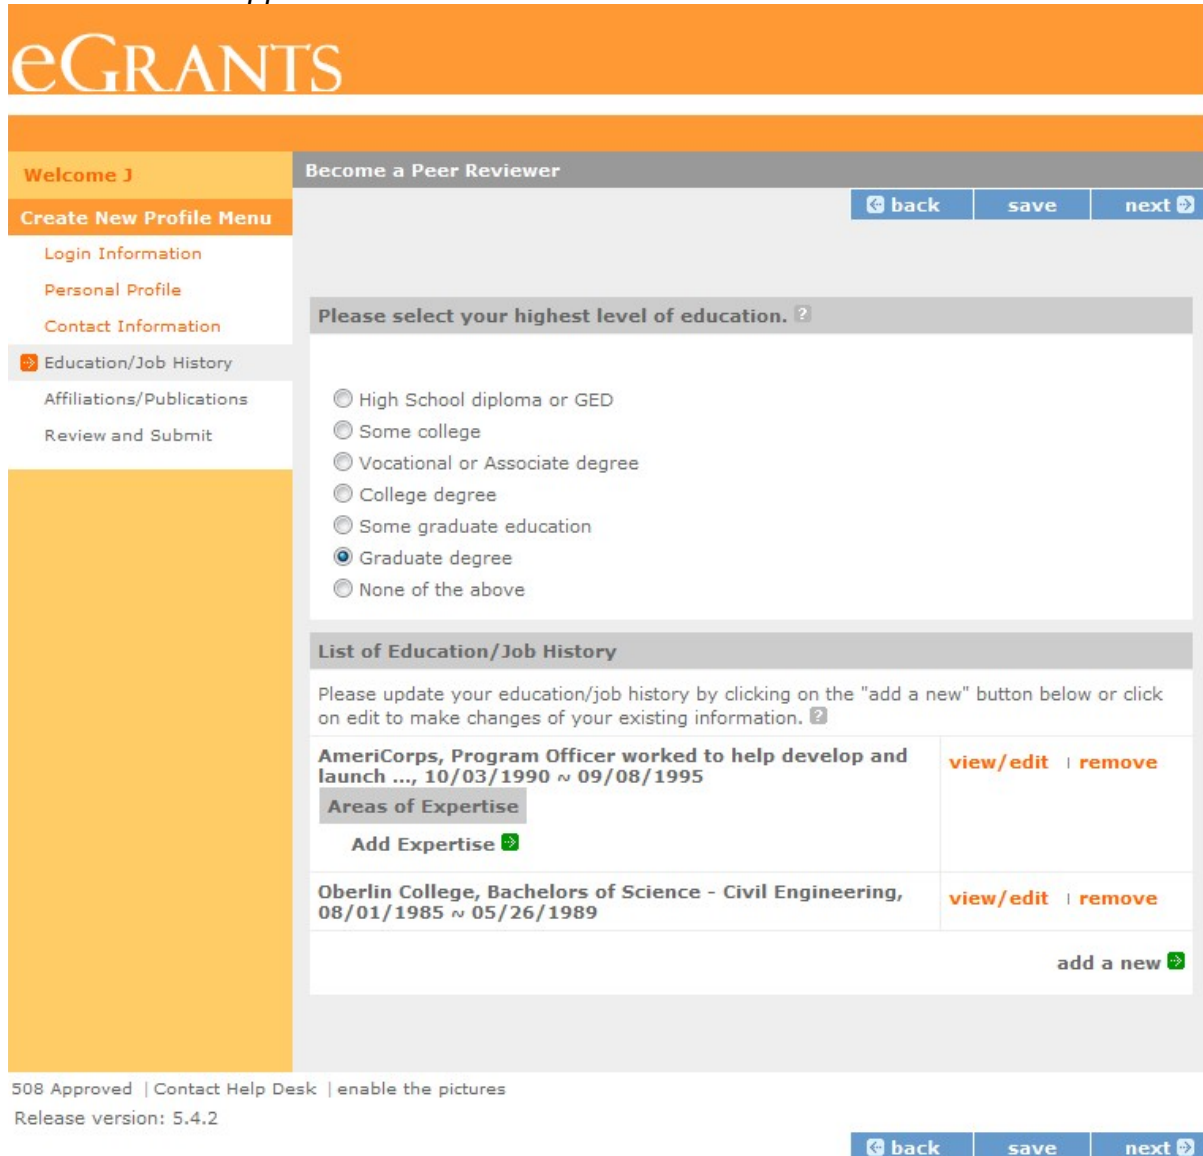 eGRANTS
Welcome J
Become a Peer Reviewer
back
save
next
Create New Profile Menu
Login Information
Personal Profile
Contact Information
Education/Job History
Affiliations/Publications
Review and Submit
Please select your highest level of education. ?
High School diploma or GED
Some college
Vocational or Associate degree
College degree
Some graduate education
Graduate degree
None of the above
List of Education/Job History
Please update your education/job history by clicking on the "add a new" button below or click
on edit to make changes of your existing information. ?
AmeriCorps, Program Officer worked to help develop and
launch ..., 10/03/1990 ~ 09/08/1995
view/edit | remove
Areas of Expertise
Add Expertise
Oberlin College, Bachelors of Science - Civil Engineering,
08/01/1985 ~ 05/26/1989
view/edit | remove
add a new
508 Approved | Contact Help Desk | enable the pictures
Release version: 5.4.2
back
save
next